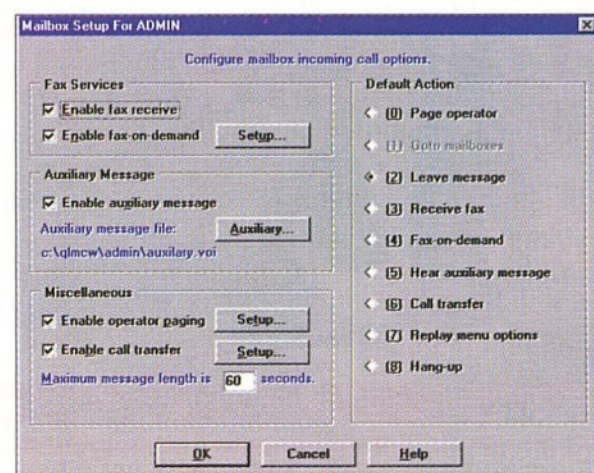 Mailbox Setup For ADMIN
Configure mailbox incoming call options.
Fax Services
Enable fax receive
Enable fax-on-demand Setup...
Auxiliary Message
Enable auxiliary message
Auxiliary message file: Auxiliary...
c:\qlmcw\admin\auxilary.voi
Miscellaneous
Enable operator paging Setup...
Enable call transfer Setup...
Maximum message length is 60 seconds.
Default Action
(0) Page operator
(1) Goto mailboxes
(2) Leave message
(3) Receive fax
(4) Fax-on-demand
(5) Hear auxiliary message
(6) Call transfer
(7) Replay menu options
(8) Hang-up
OK Cancel Help